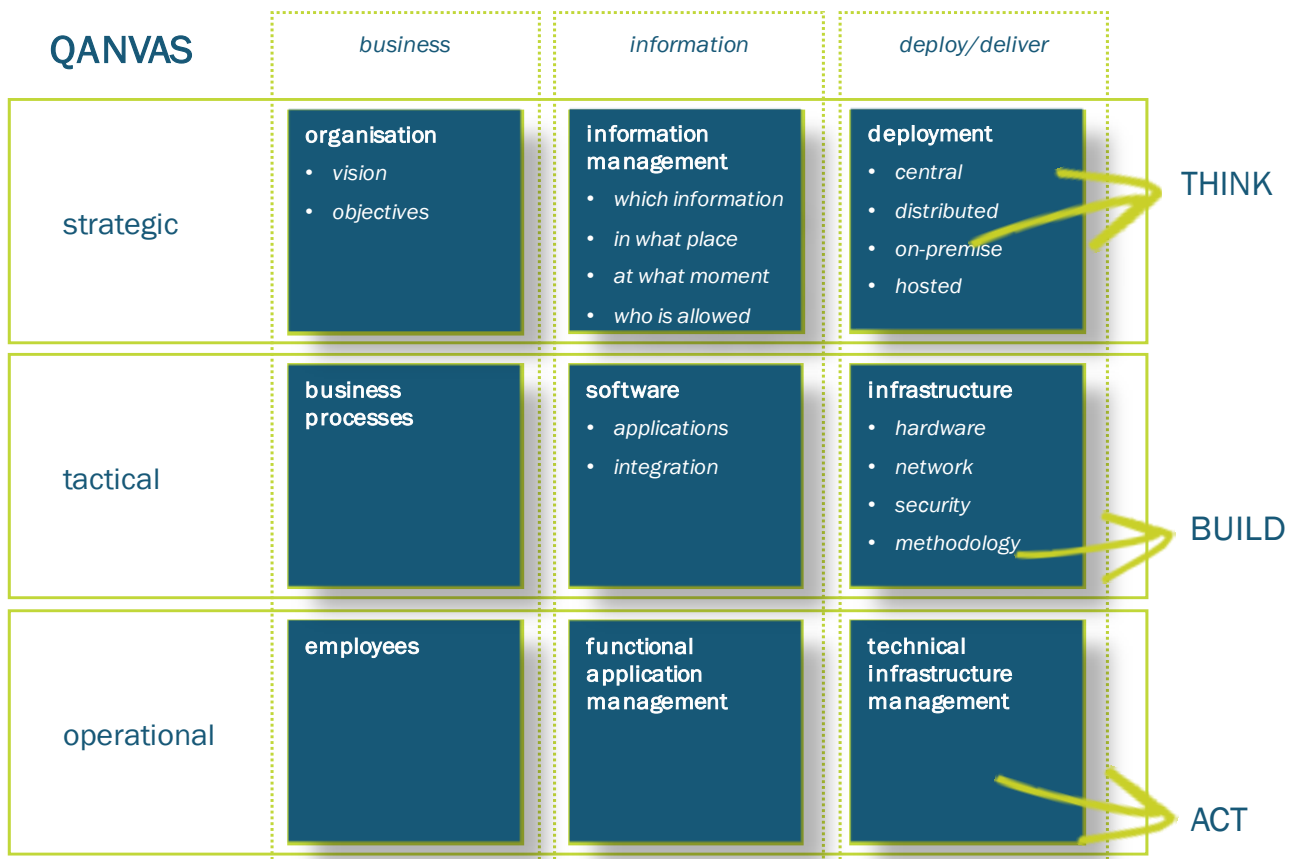 QANVAS
business
information
deploy/deliver
strategic
organisation
• vision
• objectives
information
management
• which information
• in what place
• at what moment
• who is allowed
deployment
• central
• distributed
• on-premise
• hosted
THINK
tactical
business
processes
software
• applications
• integration
infrastructure
• hardware
• network
• security
• methodology
BUILD
operational
employees
functional
application
management
technical
infrastructure
management
ACT